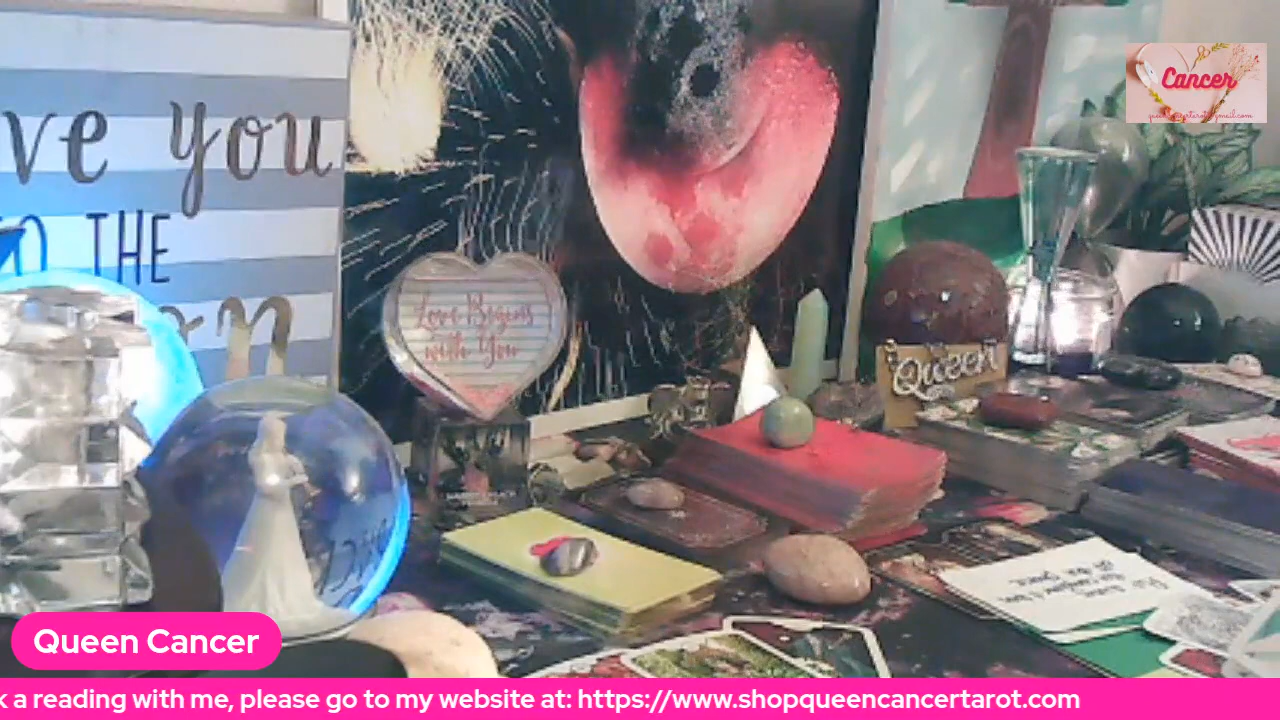 ve you
TO THE
Love Begins
with You
Queen
Cancer
Queen Cancer
k a reading with me, please go to my website at: https://www.shopqueencancertarot.com